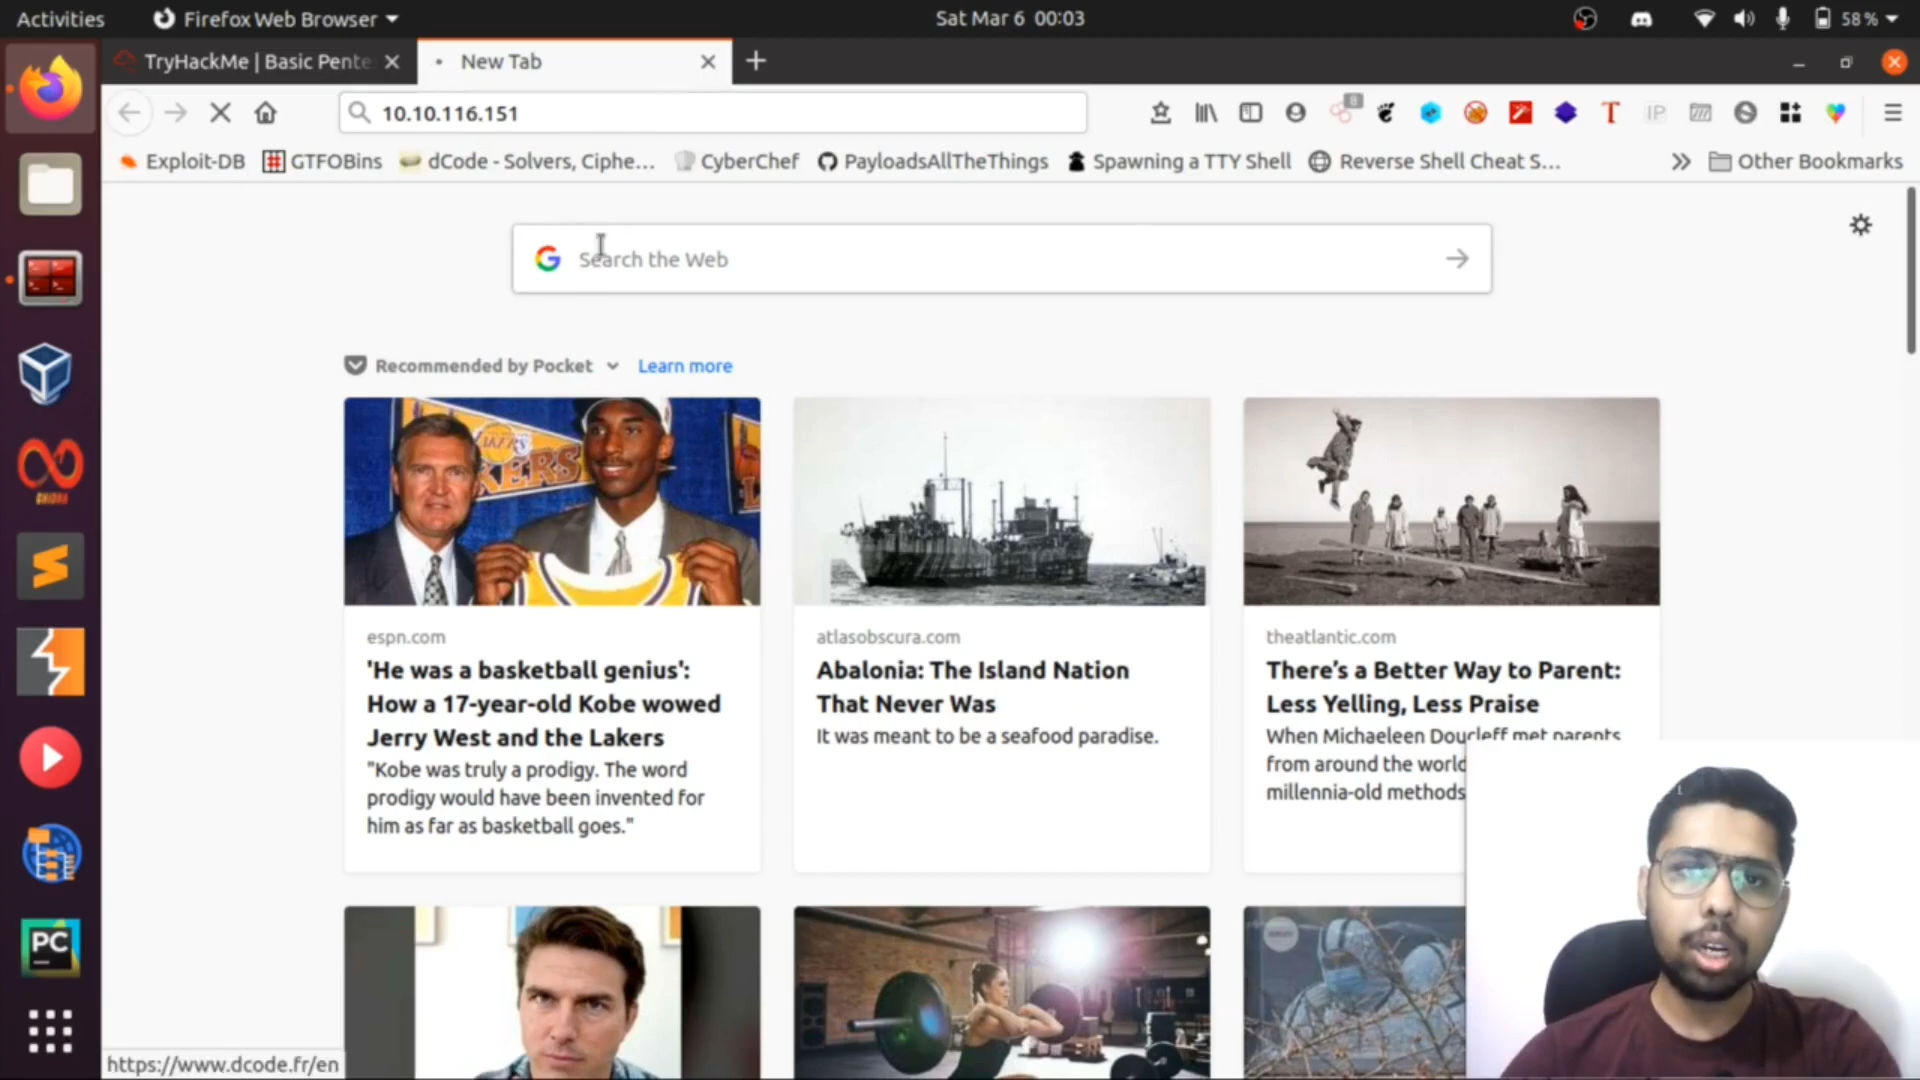 Activities
Firefox Web Browser
Sat Mar 6 00:03
58 %
TryHackMe | Basic Pente
New Tab
10.10.116.151
8
T
IP
Exploit-DB
GTFOBins
dCode - Solvers, Ciphe...
CyberChef
PayloadsAllTheThings
Spawning a TTY Shell
Reverse Shell Cheat S...
Other Bookmarks
Search the Web
Recommended by Pocket
Learn more
LAKERS
KERS
GHIDRA
PC
espn.com
'He was a basketball genius':
How a 17-year-old Kobe wowed
Jerry West and the Lakers
"Kobe was truly a prodigy. The word
prodigy would have been invented for
him as far as basketball goes."
atlasobscura.com
Abalonia: The Island Nation
That Never Was
It was meant to be a seafood paradise.
theatlantic.com
There's a Better Way to Parent:
Less Yelling, Less Praise
When Michaeleen Doucleff met parents
from around the world
millennia-old methods
https://www.dcode.fr/en